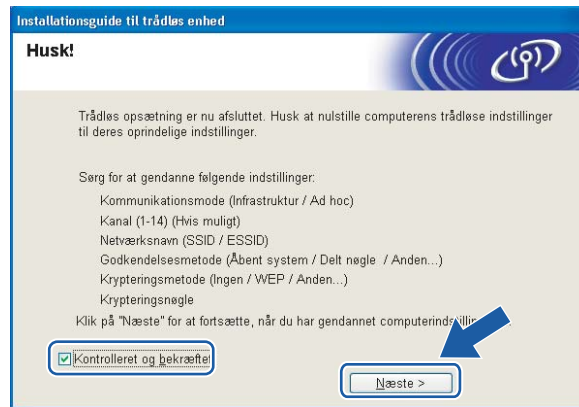 Installationsguide til trådløs enhed
Husk!
Trådløs opsætning er nu afsluttet. Husk at nulstille computerens trådløse indstillinger
til deres oprindelige indstillinger.
Sørg for at gendanne følgende indstillinger:
Kommunikationsmode (Infrastruktur / Ad hoc)
Kanal (1-14) (Hvis muligt)
Netværksnavn (SSID / ESSID)
Godkendelsesmetode (Åbent system / Delt nøgle / Anden...)
Krypteringsmetode (Ingen / WEP / Anden...)
Krypteringsnøgle
Klik på "Næste" for at fortsætte, når du har gendannet
Kontrolleret og bekræftet
Næste >